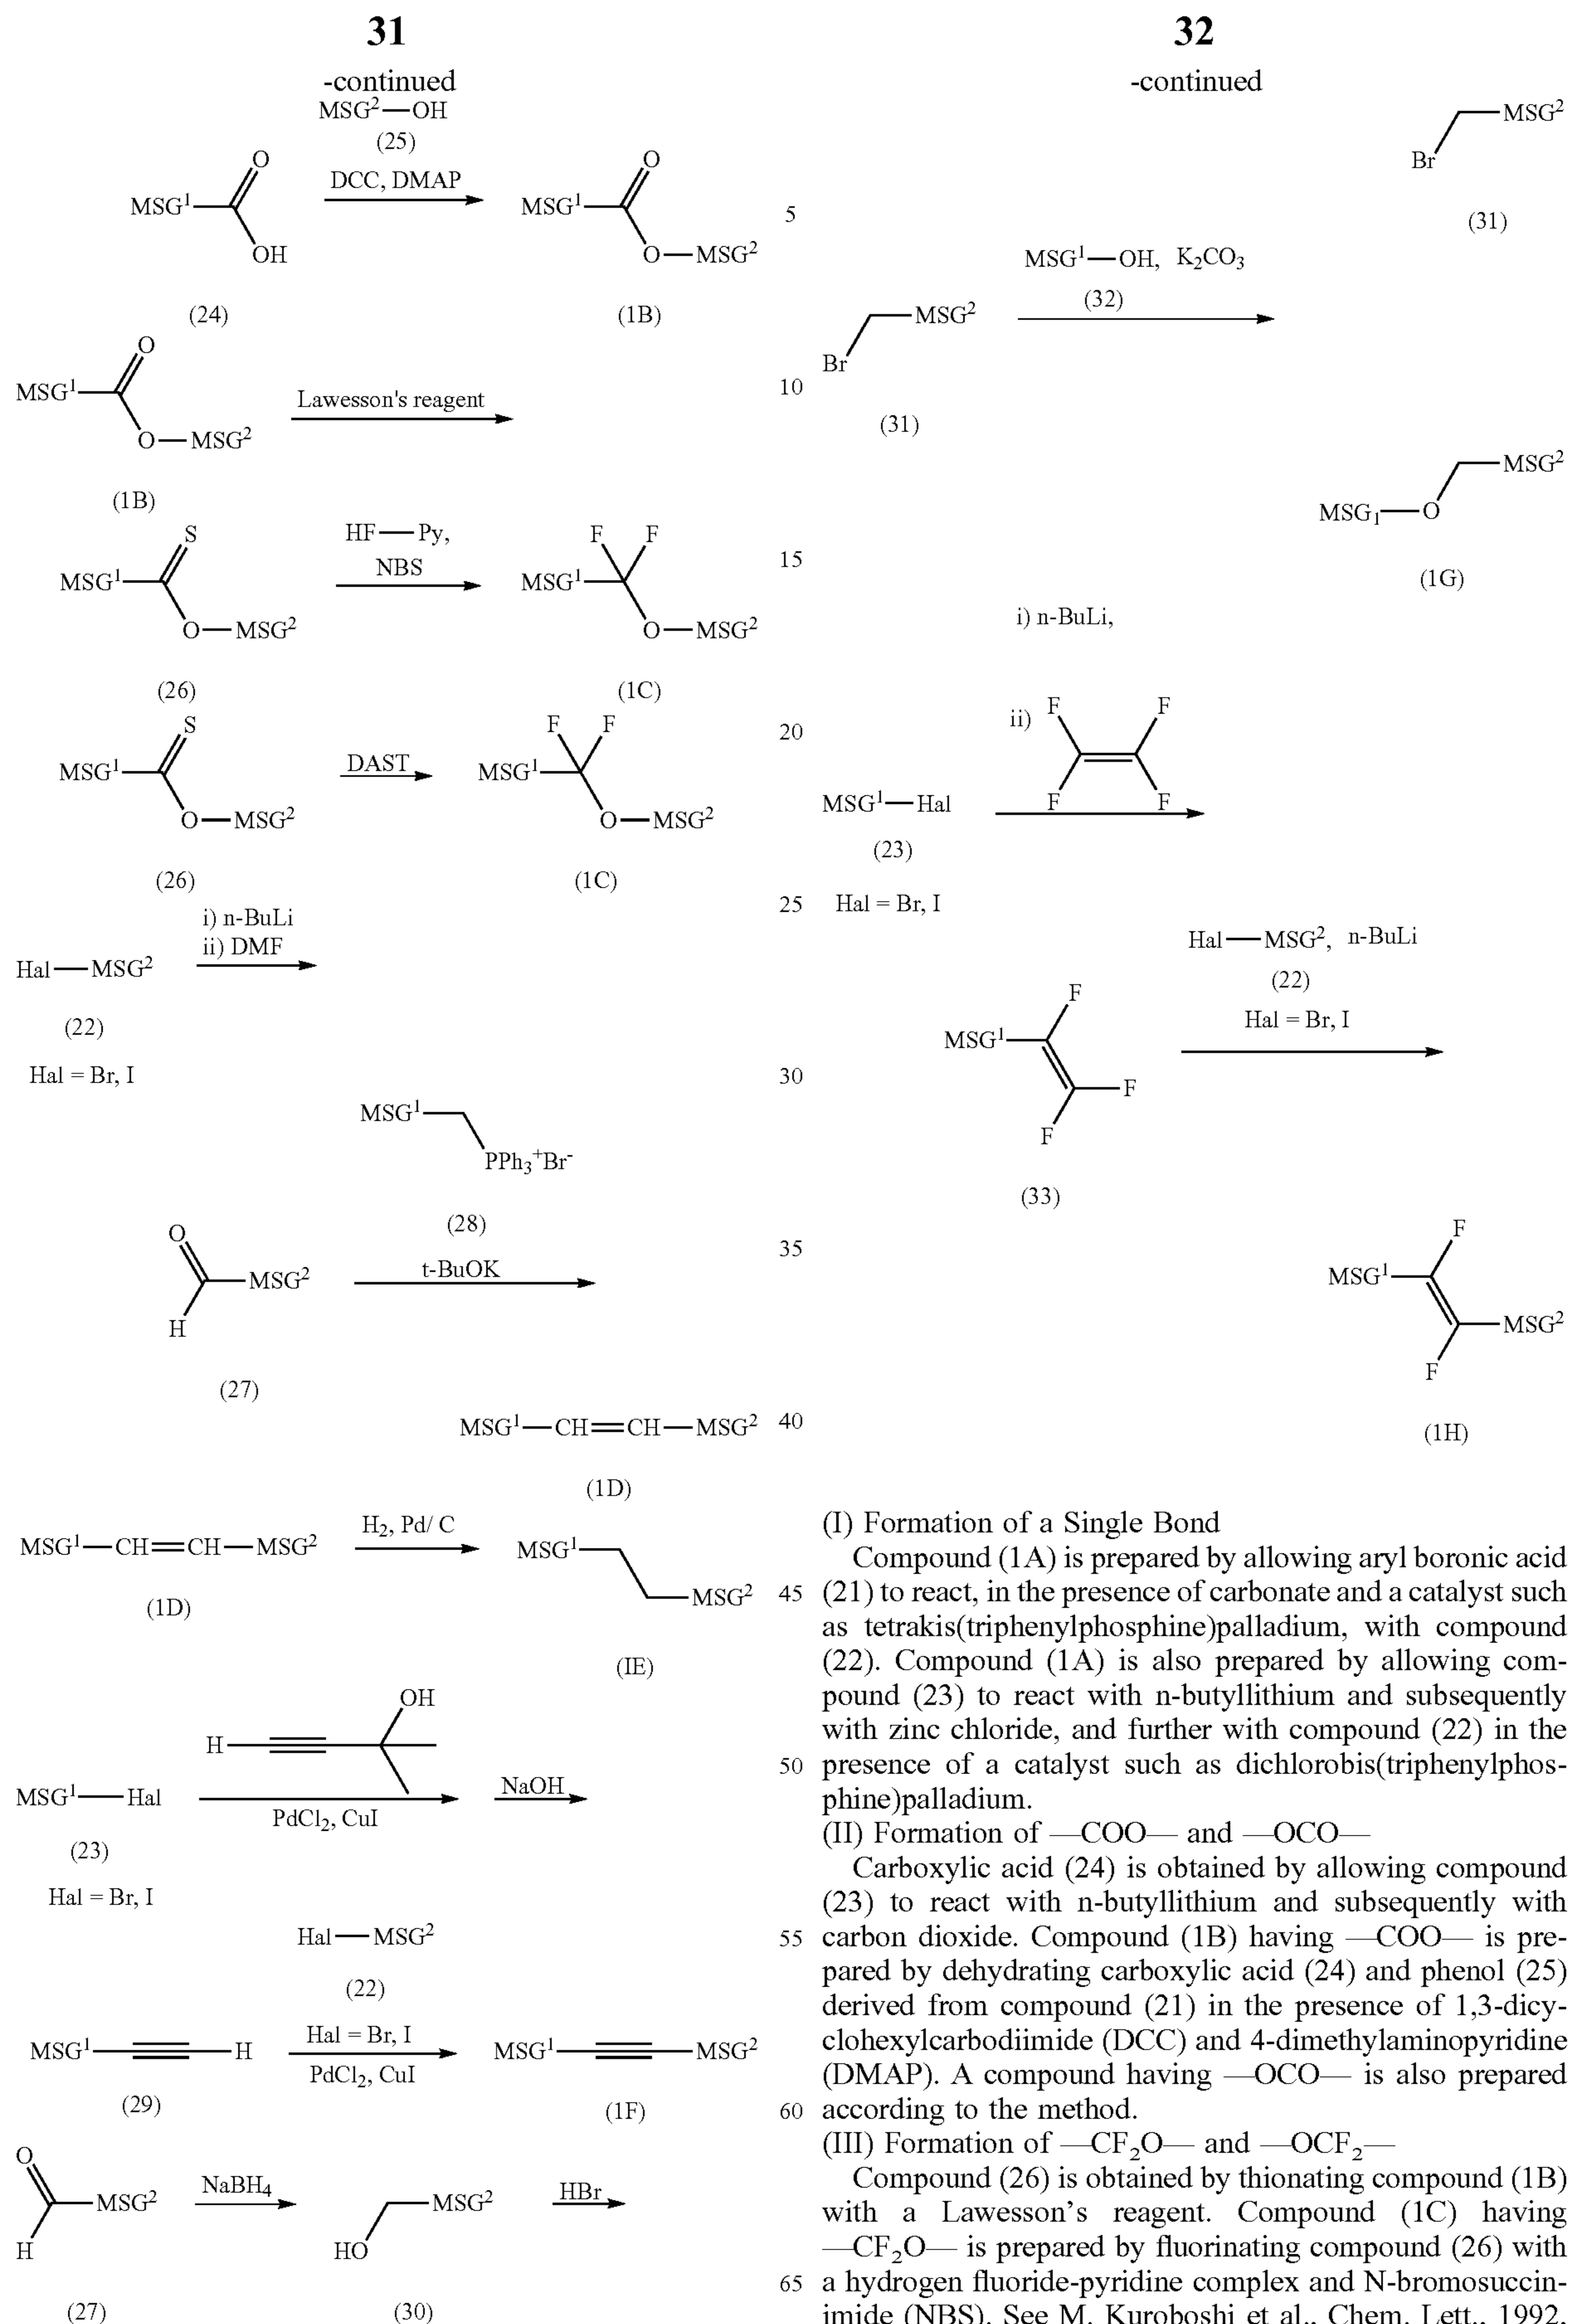 31
-continued
MSG²—OH
(25)
DCC, DMAP
MSG¹
O
OH
(24)
MSG¹
O
O—MSG²
(1B)
MSG¹
O
O—MSG²
(1B)
Lawesson's reagent
MSG¹
S
O—MSG²
(26)
HF—Py,
NBS
F F
MSG¹
O—MSG²
(1C)
MSG¹
S
O—MSG²
(26)
DAST
F F
MSG¹
O—MSG²
(1C)
i) n-BuLi
ii) DMF
Hal—MSG²
(22)
Hal = Br, I
MSG¹
PPh₃⁺Br⁻
(28)
O
MSG²
H
(27)
t-BuOK
MSG¹—CH=CH—MSG²
(1D)
MSG¹—CH=CH—MSG²
(1D)
H₂, Pd/ C
MSG¹
MSG²
(IE)
MSG¹—Hal
(23)
Hal = Br, I
H
OH
PdCl₂, CuI
NaOH
Hal—MSG²
(22)
MSG¹
H
(29)
Hal = Br, I
PdCl₂, CuI
MSG¹
MSG²
(1F)
O
MSG²
H
(27)
NaBH₄
MSG²
HO
(30)
HBr
5
10
15
20
25
30
35
40
45
50
55
60
65
32
-continued
MSG²
Br
(31)
MSG²
Br
(31)
MSG¹—OH, K₂CO₃
(32)
MSG²
MSG₁—O
(1G)
i) n-BuLi,
ii)
F F
F F
MSG¹—Hal
(23)
Hal = Br, I
Hal—MSG², n-BuLi
(22)
Hal = Br, I
F
MSG¹
F
F
(33)
F
MSG¹
MSG²
F
(1H)
(I) Formation of a Single Bond
Compound (1A) is prepared by allowing aryl boronic acid
(21) to react, in the presence of carbonate and a catalyst such
as tetrakis(triphenylphosphine)palladium, with compound
(22). Compound (1A) is also prepared by allowing com-
pound (23) to react with n-butyllithium and subsequently
with zinc chloride, and further with compound (22) in the
presence of a catalyst such as dichlorobis(triphenylphos-
phine)palladium.
(II) Formation of —COO— and —OCO—
Carboxylic acid (24) is obtained by allowing compound
(23) to react with n-butyllithium and subsequently with
carbon dioxide. Compound (1B) having —COO— is pre-
pared by dehydrating carboxylic acid (24) and phenol (25)
derived from compound (21) in the presence of 1,3-dicy-
clohexylcarbodiimide (DCC) and 4-dimethylaminopyridine
(DMAP). A compound having —OCO— is also prepared
according to the method.
(III) Formation of —CF₂O— and —OCF₂—
Compound (26) is obtained by thionating compound (1B)
with a Lawesson's reagent. Compound (1C) having
—CF₂O— is prepared by fluorinating compound (26) with
a hydrogen fluoride-pyridine complex and N-bromosuccin-
imide (NBS). See M. Kuroboshi et al., Chem. Lett., 1992,